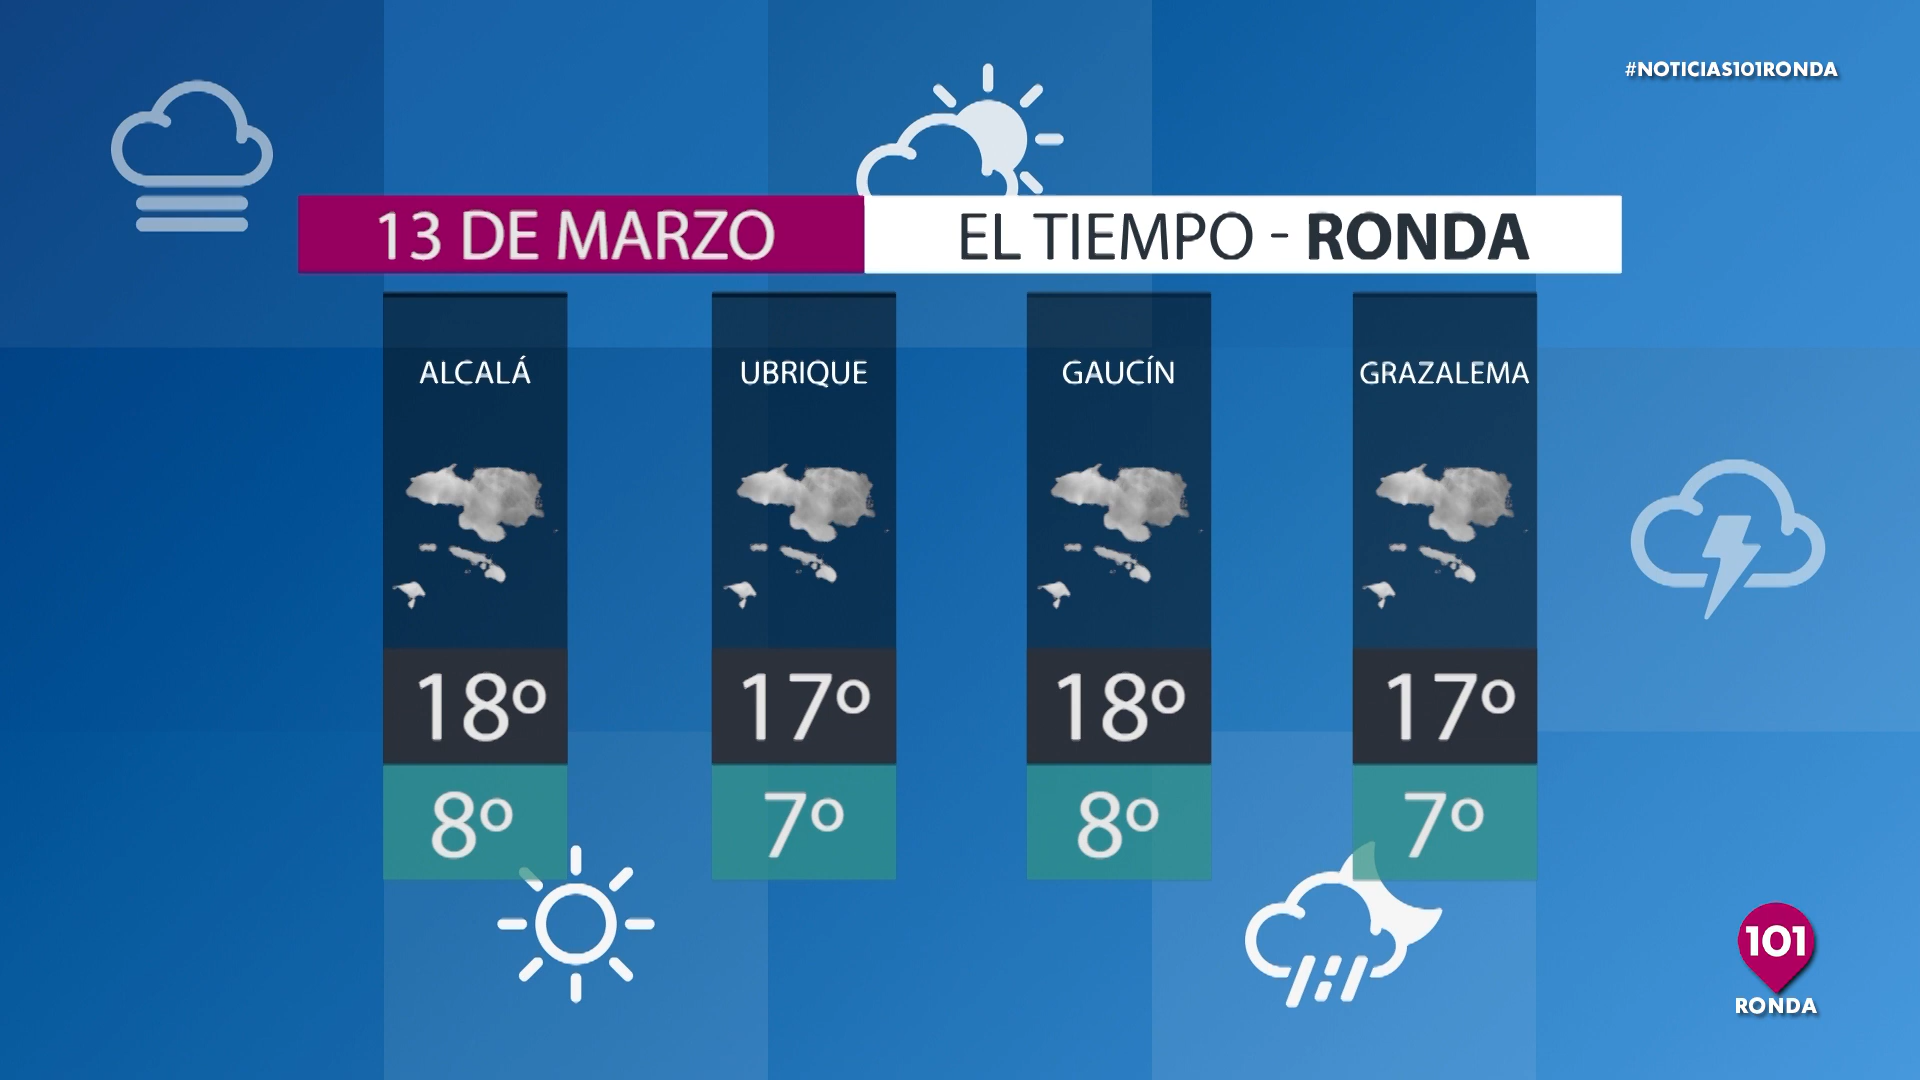 #NOTICIAS101RONDA
13 DE MARZO
EL TIEMPO - RONDA
ALCALÁ
UBRIQUE
GAUCÍN
GRAZALEMA
18º
17º
18º
17º
8º
7º
8º
7º
101
RONDA